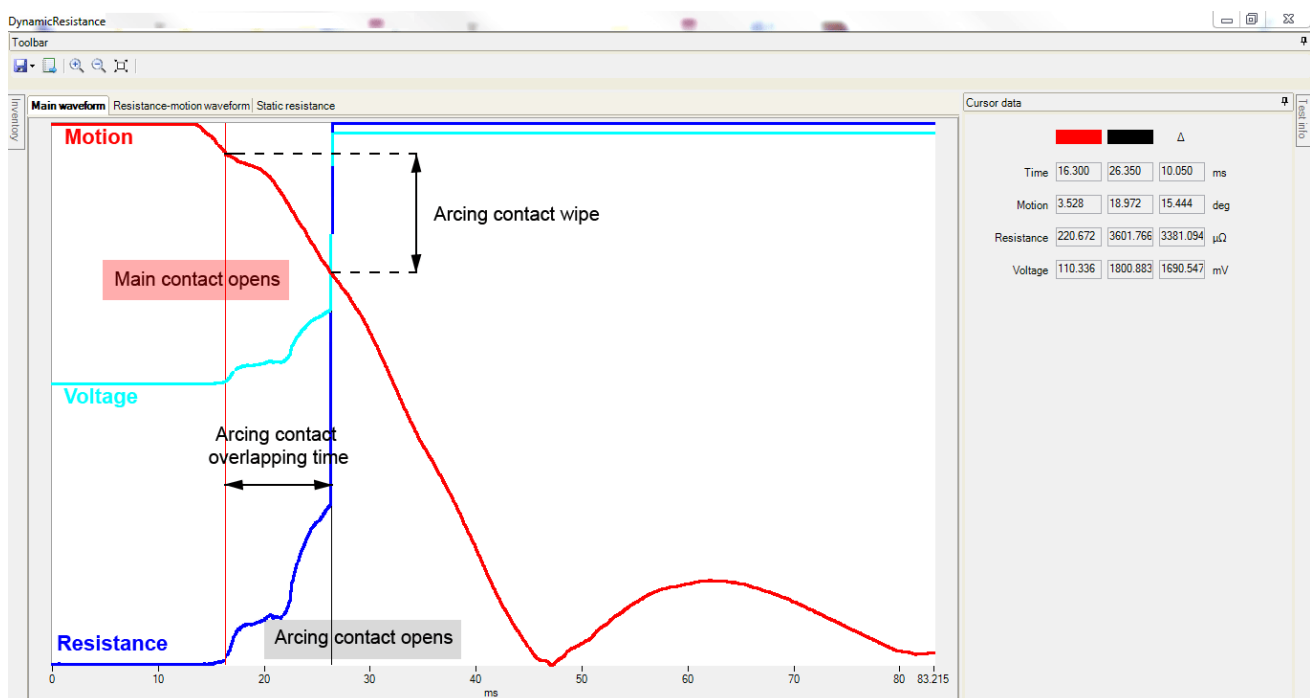 DynamicResistance
Toolbar
Inventory
Main waveform
Resistance-motion waveform
Static resistance
Motion
Arcing contact wipe
Main contact opens
Voltage
Arcing contact
overlapping time
Arcing contact opens
Resistance
0 10 20 30 40 50 60 70 80 83.215
ms
Cursor data
Δ
Time 16.300 26.350 10.050 ms
Motion 3.528 18.972 15.444 deg
Resistance 220.672 3601.766 3381.094 μΩ
Voltage 110.336 1800.883 1690.547 mV
Test info